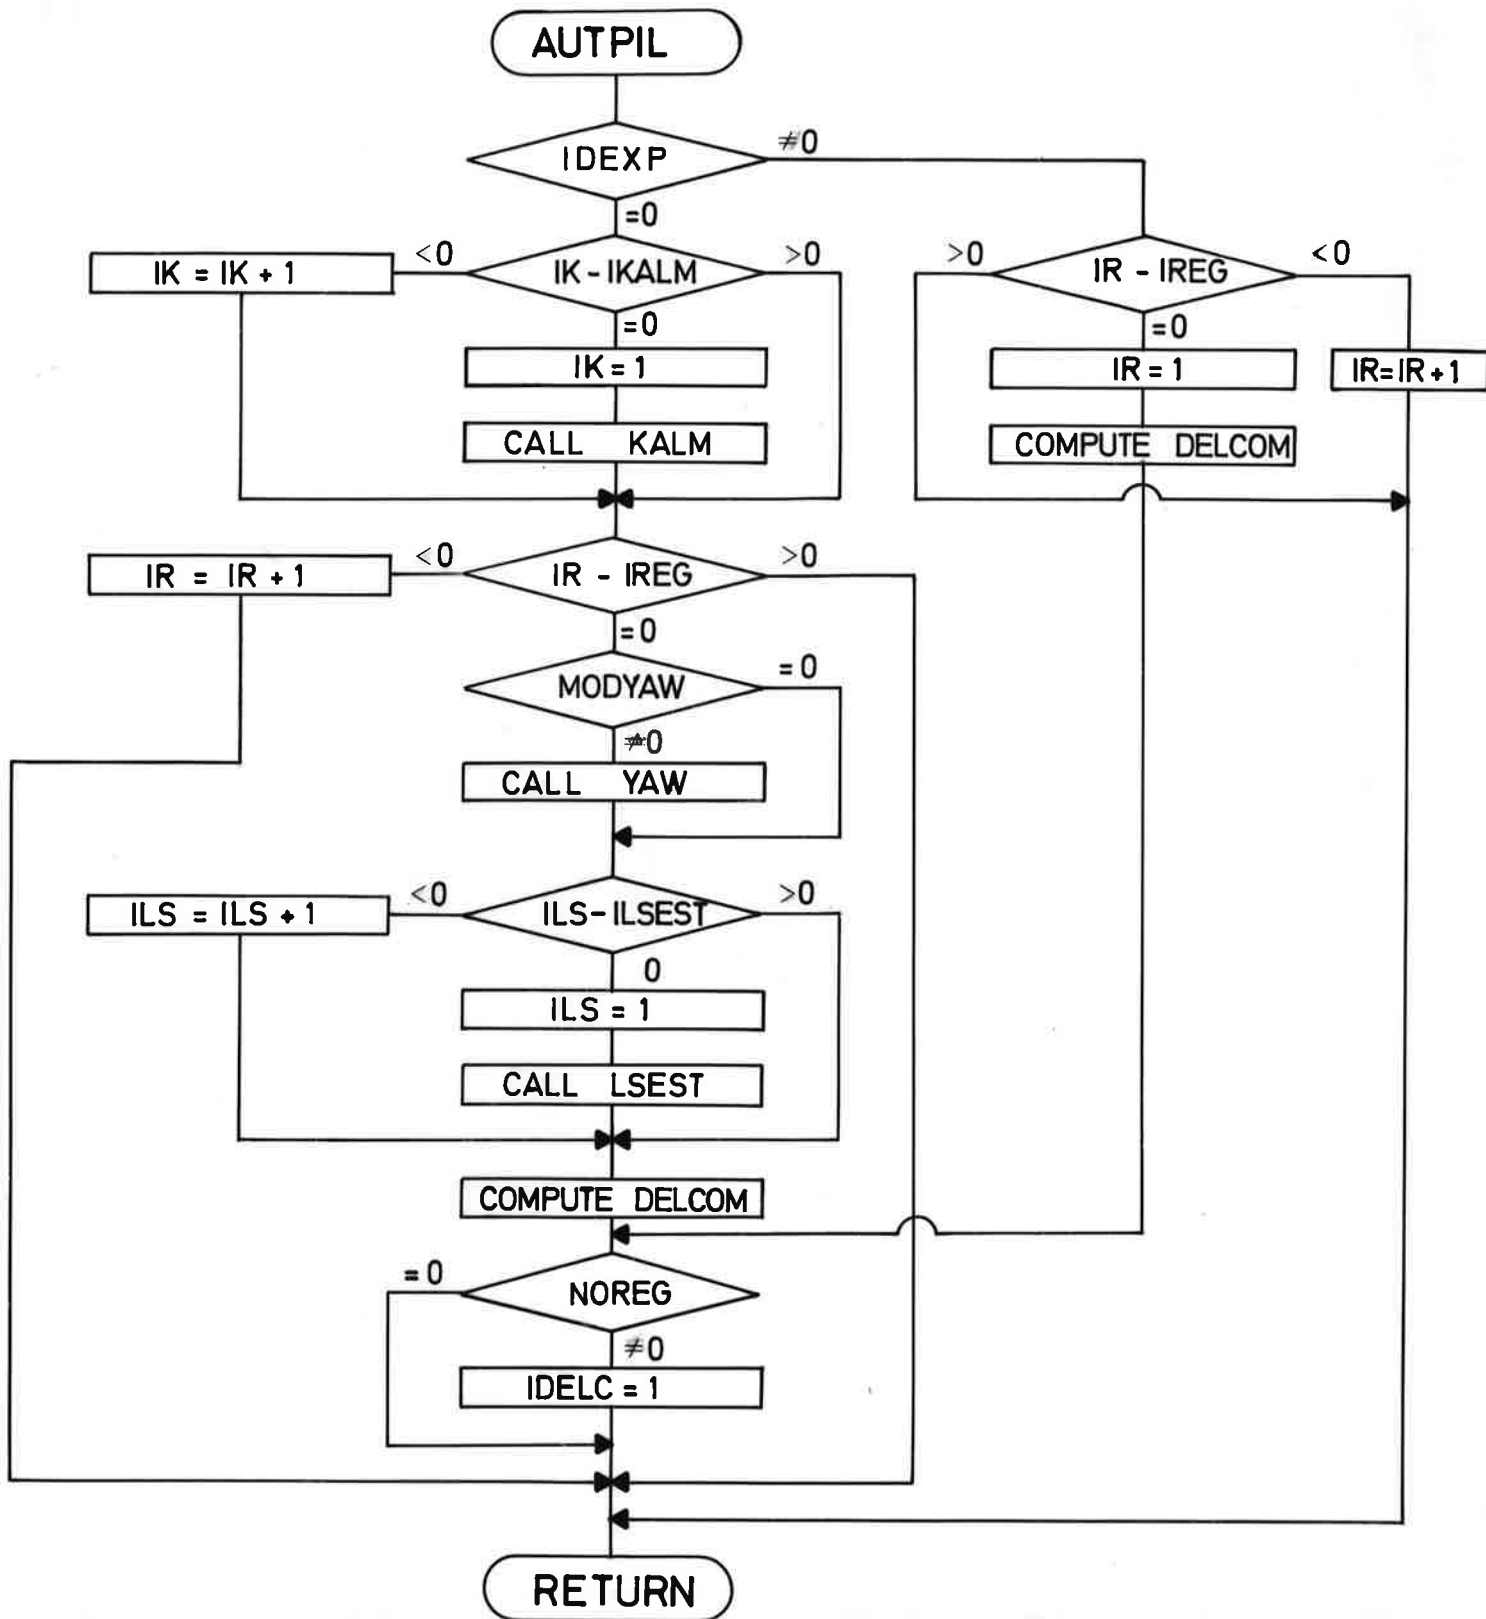 AUTPIL
IDEXP
≠0
=0
<0
IK - IKALM
>0
>0
IR - IREG
<0
IK = IK + 1
=0
=0
IK = 1
IR = 1
IR=IR+1
CALL KALM
COMPUTE DELCOM
<0
IR - IREG
>0
IR = IR + 1
=0
MODYAW
=0
≠0
CALL YAW
<0
ILS-ILSEST
>0
ILS = ILS + 1
0
ILS = 1
CALL LSEST
COMPUTE DELCOM
=0
NOREG
≠0
IDELC = 1
RETURN